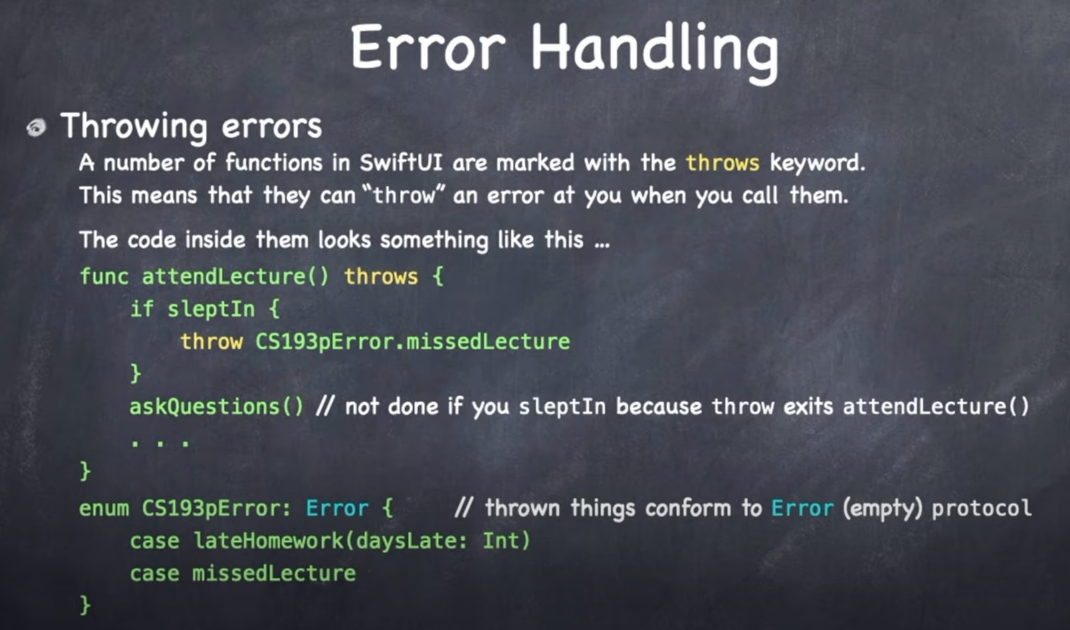 Error Handling
Throwing errors
A number of functions in SwiftUI are marked with the throws keyword.
This means that they can “throw” an error at you when you call them.
The code inside them looks something like this …
func attendLecture() throws {
    if sleptIn {
        throw CS193pError.missedLecture
    }
    askQuestions() // not done if you sleptIn because throw exits attendLecture()
    . . .
}
enum CS193pError: Error {     // thrown things conform to Error (empty) protocol
    case lateHomework(daysLate: Int)
    case missedLecture
}